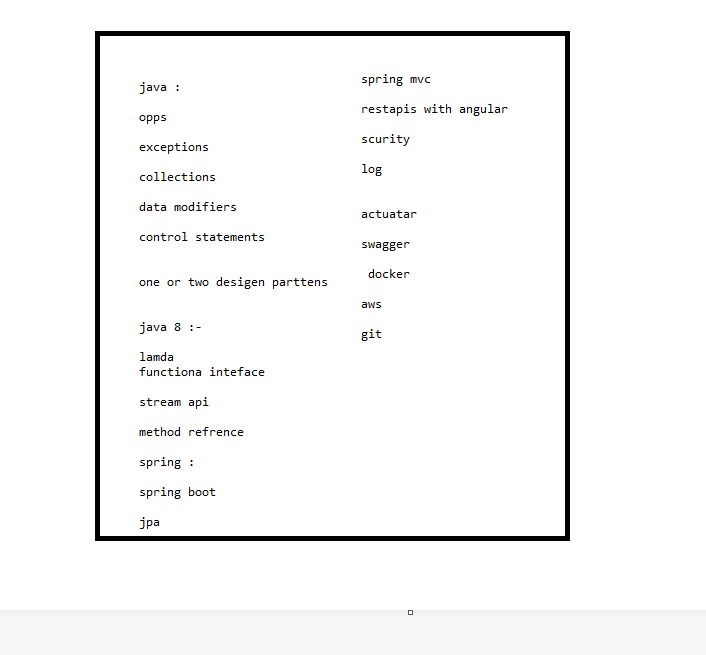 java :
opps
exceptions
collections
data modifiers
control statements
one or two desigen parttens
java 8 :-
lamda
functiona inteface
stream api
method refrence
spring :
spring boot
jpa
spring mvc
restapis with angular
scurity
log
actuatar
swagger
docker
aws
git